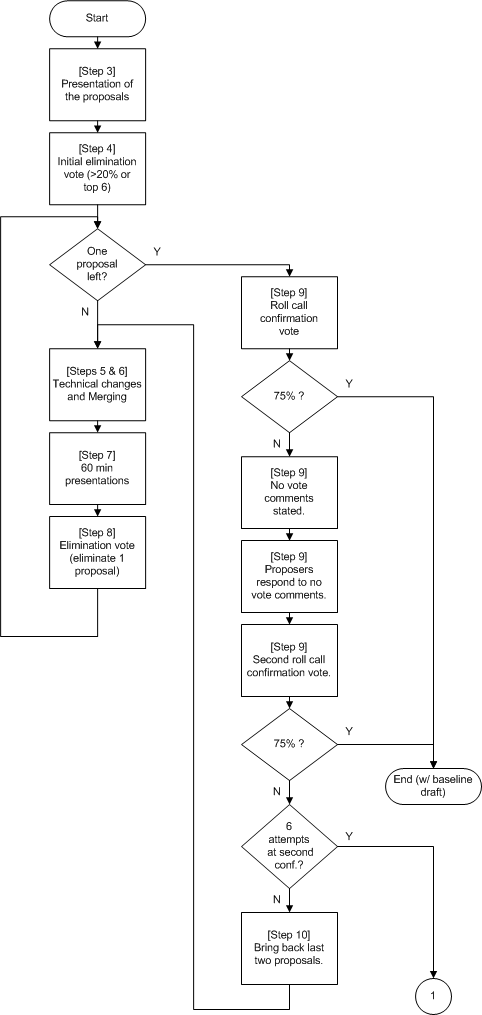 Start
[Step 3]
Presentation of
the proposals
[Step 4]
Initial elimination
vote (>20% or
top 6)
One
proposal
left?
Y
N
[Steps 5 & 6]
Technical changes
and Merging
[Step 7]
60 min
presentations
[Step 8]
Elimination vote
(eliminate 1
proposal)
[Step 9]
Roll call
confirmation
vote
75% ?
Y
N
[Step 9]
No vote
comments
stated.
[Step 9]
Proposers
respond to no
vote comments.
[Step 9]
Second roll call
confirmation vote.
75% ?
Y
N
End (w/ baseline
draft)
6
attempts
at second
conf.?
Y
N
[Step 10]
Bring back last
two proposals.
1